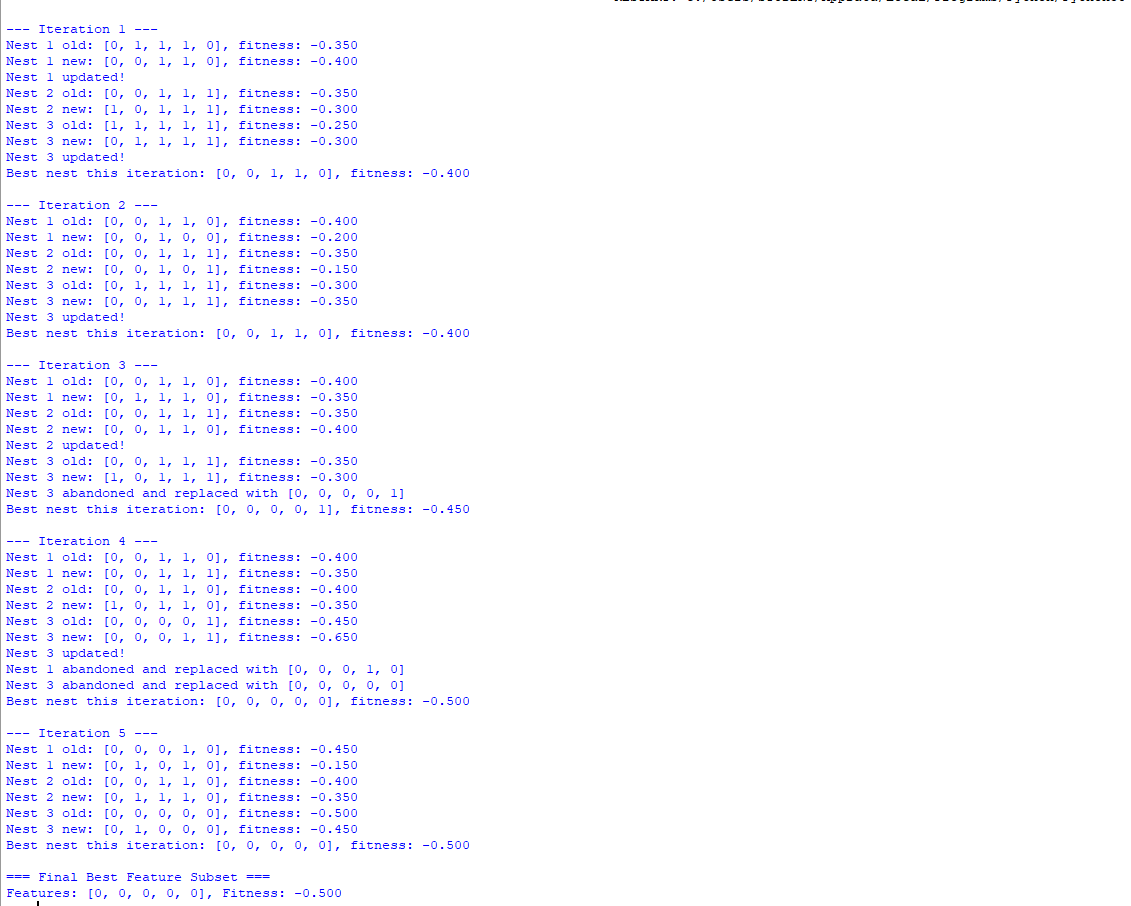 --- Iteration 1 ---
Nest 1 old: [0, 1, 1, 1, 0], fitness: -0.350
Nest 1 new: [0, 0, 1, 1, 0], fitness: -0.400
Nest 1 updated!
Nest 2 old: [0, 0, 1, 1, 1], fitness: -0.350
Nest 2 new: [1, 0, 1, 1, 1], fitness: -0.300
Nest 3 old: [1, 1, 1, 1, 1], fitness: -0.250
Nest 3 new: [0, 1, 1, 1, 1], fitness: -0.300
Nest 3 updated!
Best nest this iteration: [0, 0, 1, 1, 0], fitness: -0.400
--- Iteration 2 ---
Nest 1 old: [0, 0, 1, 1, 0], fitness: -0.400
Nest 1 new: [0, 0, 1, 0, 0], fitness: -0.200
Nest 2 old: [0, 0, 1, 1, 1], fitness: -0.350
Nest 2 new: [0, 0, 1, 0, 1], fitness: -0.150
Nest 3 old: [0, 1, 1, 1, 1], fitness: -0.300
Nest 3 new: [0, 0, 1, 1, 1], fitness: -0.350
Nest 3 updated!
Best nest this iteration: [0, 0, 1, 1, 0], fitness: -0.400
--- Iteration 3 ---
Nest 1 old: [0, 0, 1, 1, 0], fitness: -0.400
Nest 1 new: [0, 1, 1, 1, 0], fitness: -0.350
Nest 2 old: [0, 0, 1, 1, 1], fitness: -0.350
Nest 2 new: [0, 0, 1, 1, 0], fitness: -0.400
Nest 2 updated!
Nest 3 old: [0, 0, 1, 1, 1], fitness: -0.350
Nest 3 new: [1, 0, 1, 1, 1], fitness: -0.300
Nest 3 abandoned and replaced with [0, 0, 0, 0, 1]
Best nest this iteration: [0, 0, 0, 0, 1], fitness: -0.450
--- Iteration 4 ---
Nest 1 old: [0, 0, 1, 1, 0], fitness: -0.400
Nest 1 new: [0, 0, 1, 1, 1], fitness: -0.350
Nest 2 old: [0, 0, 1, 1, 0], fitness: -0.400
Nest 2 new: [1, 0, 1, 1, 0], fitness: -0.350
Nest 3 old: [0, 0, 0, 0, 1], fitness: -0.450
Nest 3 new: [0, 0, 0, 1, 1], fitness: -0.650
Nest 3 updated!
Nest 1 abandoned and replaced with [0, 0, 0, 1, 0]
Nest 3 abandoned and replaced with [0, 0, 0, 0, 0]
Best nest this iteration: [0, 0, 0, 0, 0], fitness: -0.500
--- Iteration 5 ---
Nest 1 old: [0, 0, 0, 1, 0], fitness: -0.450
Nest 1 new: [0, 1, 0, 1, 0], fitness: -0.150
Nest 2 old: [0, 0, 1, 1, 0], fitness: -0.400
Nest 2 new: [0, 1, 1, 1, 0], fitness: -0.350
Nest 3 old: [0, 0, 0, 0, 0], fitness: -0.500
Nest 3 new: [0, 1, 0, 0, 0], fitness: -0.450
Best nest this iteration: [0, 0, 0, 0, 0], fitness: -0.500
=== Final Best Feature Subset ===
Features: [0, 0, 0, 0, 0], Fitness: -0.500